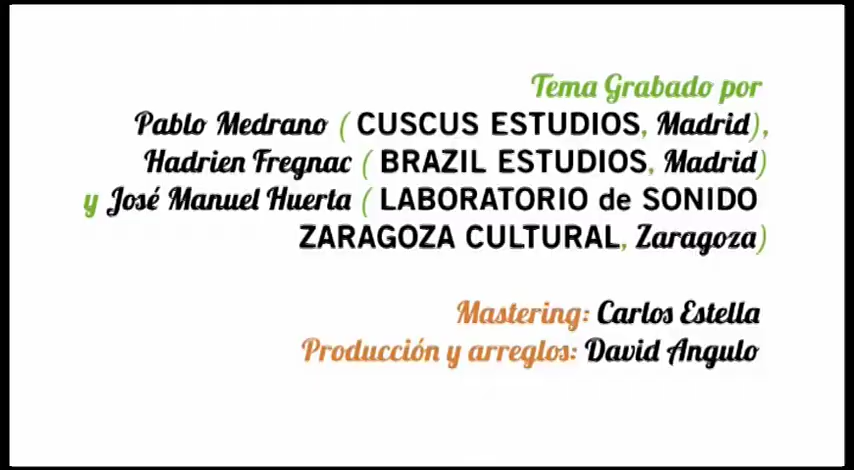 Tema Grabado por
Pablo Medrano ( CUSCUS ESTUDIOS, Madrid),
Hadrien Fregnac ( BRAZIL ESTUDIOS, Madrid)
y José Manuel Huerta ( LABORATORIO de SONIDO
ZARAGOZA CULTURAL, Zaragoza)
Mastering: Carlos Estella
Producción y arreglos: David Angulo